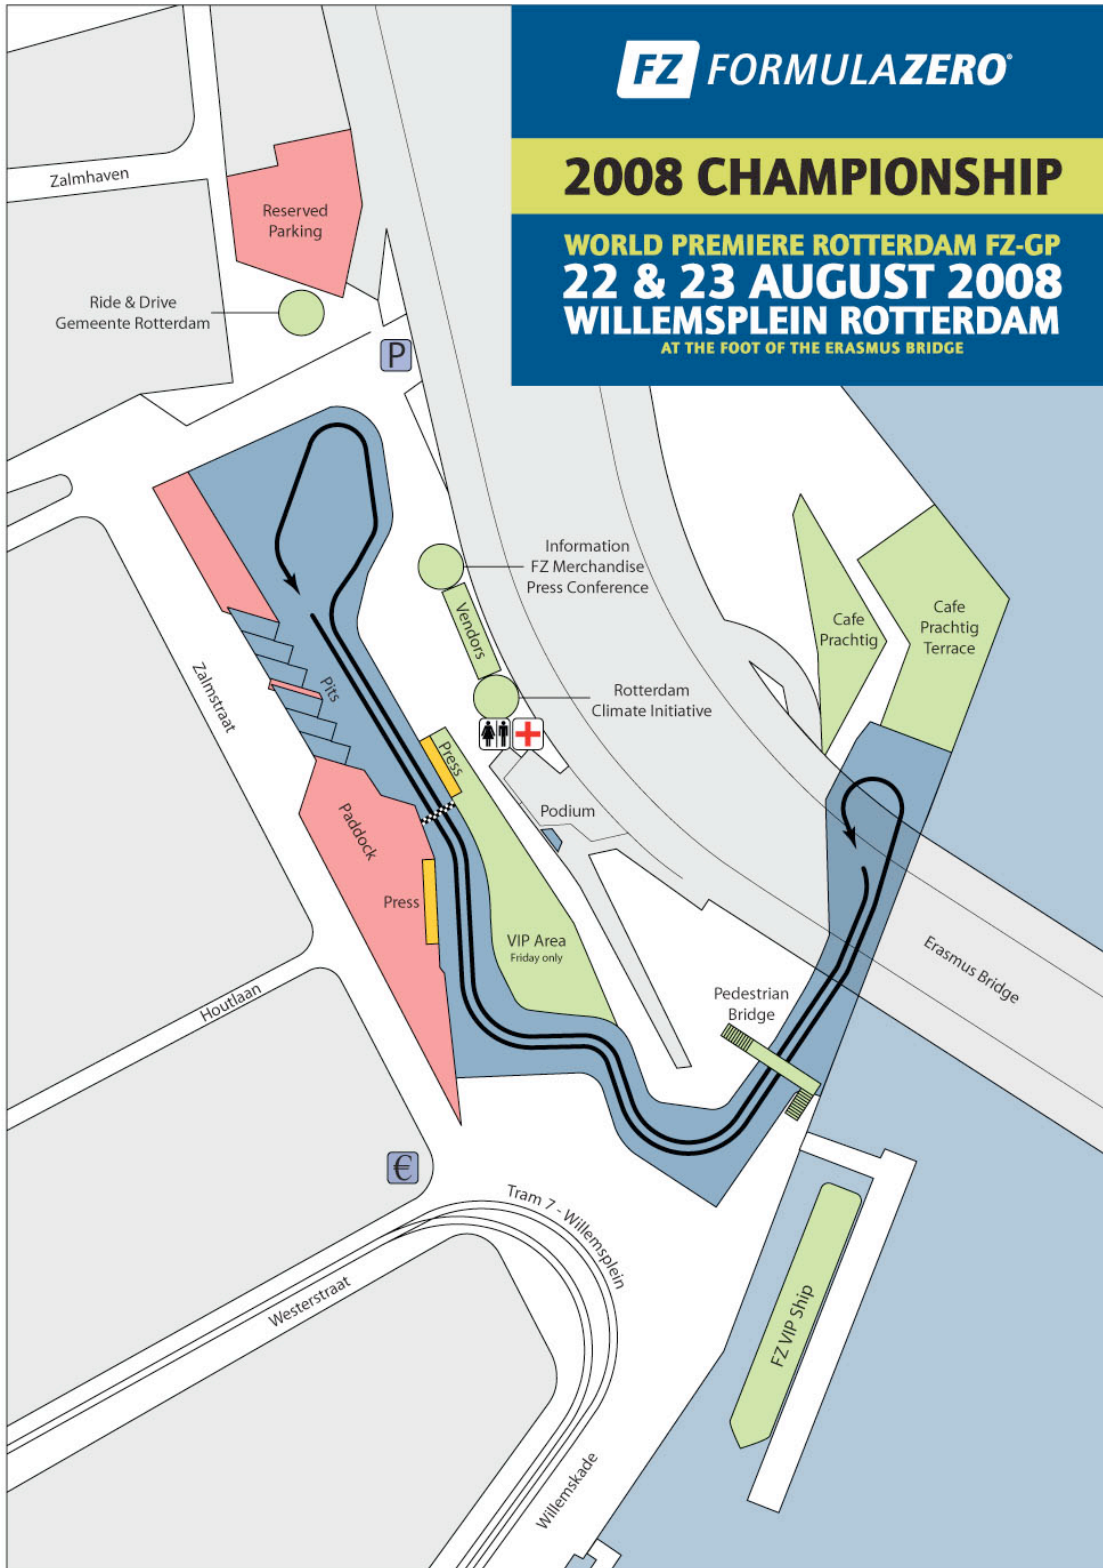 FZ FORMULAZERO®
2008 CHAMPIONSHIP
WORLD PREMIERE ROTTERDAM FZ-GP
22 & 23 AUGUST 2008
WILLEMSPLEIN ROTTERDAM
AT THE FOOT OF THE ERASMUS BRIDGE
Zalmhaven
Reserved
Parking
Ride & Drive
Gemeente Rotterdam
P
Information
FZ Merchandise
Press Conference
Vendors
Cafe
Prachtig
Cafe
Prachtig
Terrace
Zalmstraat
Pits
Rotterdam
Climate Initiative
Press
Podium
Paddock
Press
VIP Area
Friday only
Erasmus Bridge
Pedestrian
Bridge
Houtlaan
€
Tram 7 - Willemsplein
Westerstraat
FZ VIP Ship
Willemskade